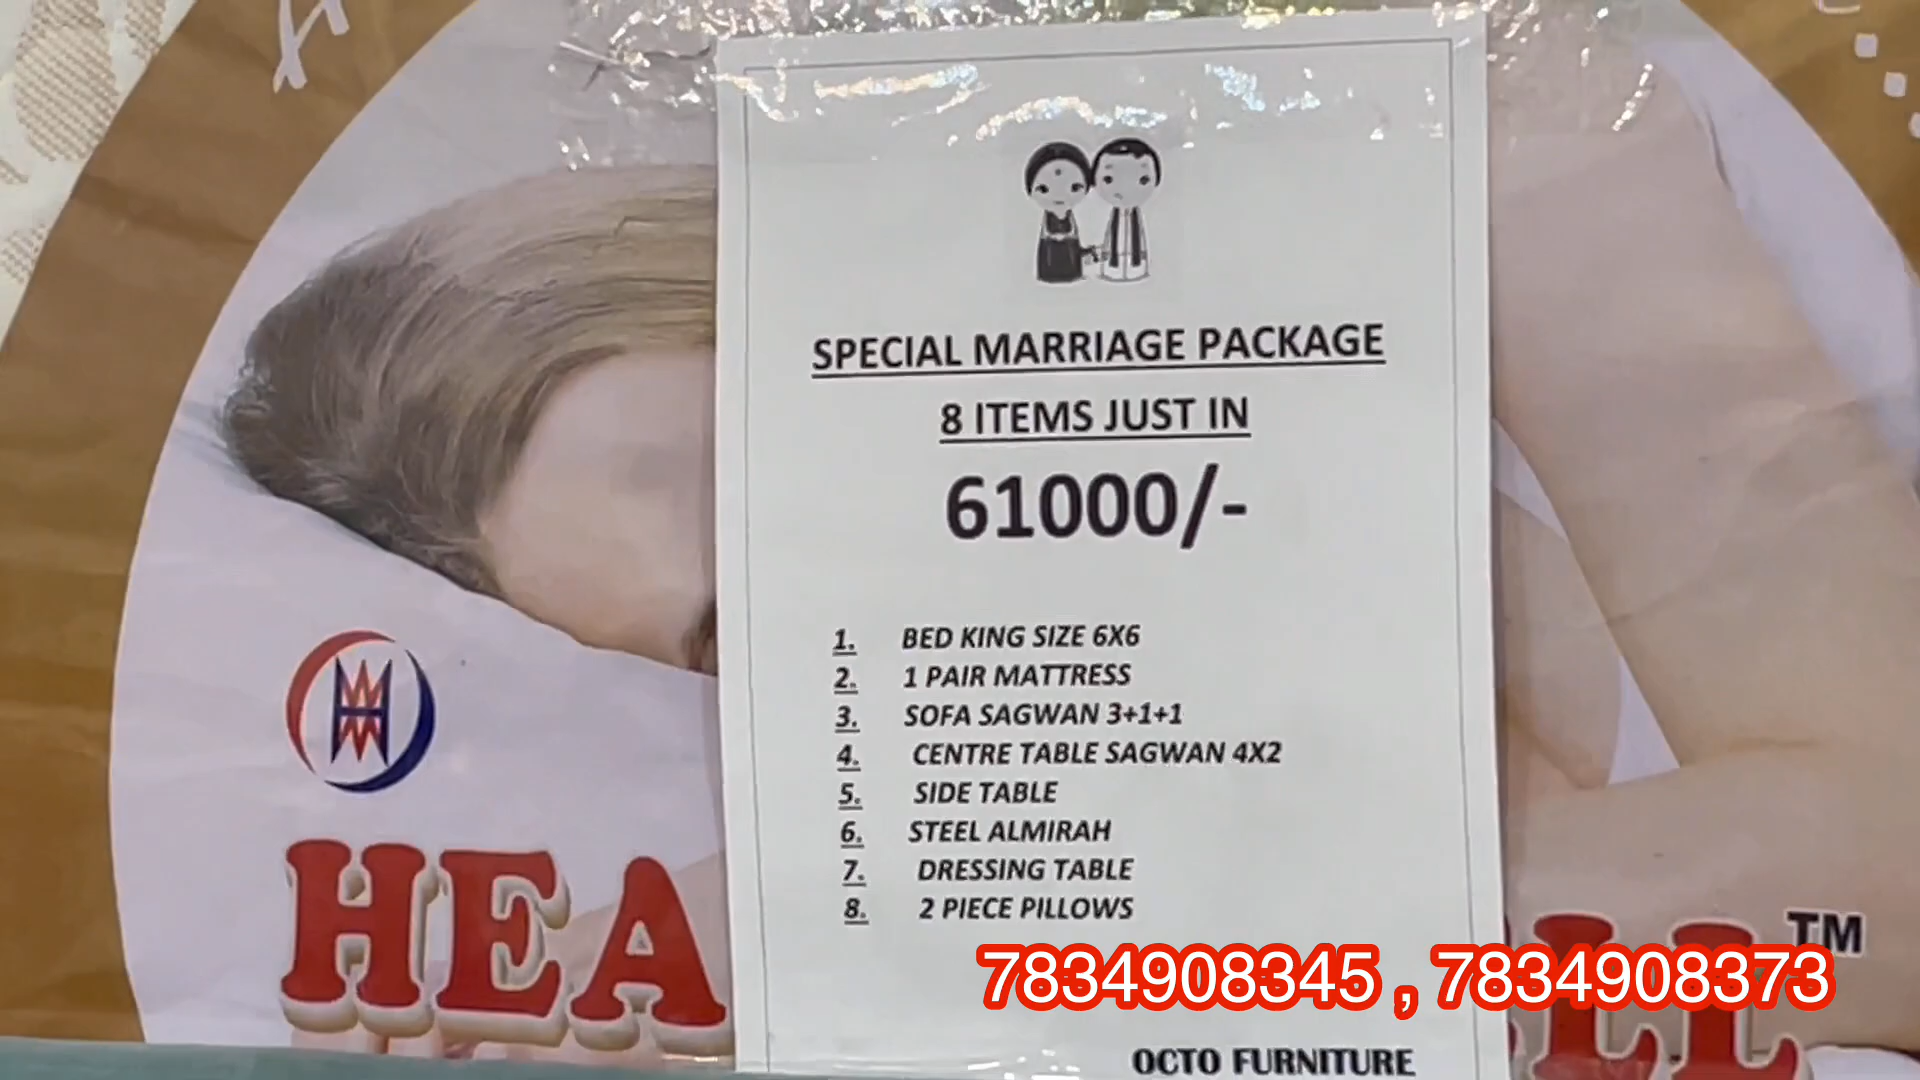 SPECIAL MARRIAGE PACKAGE
8 ITEMS JUST IN
61000/-
1. BED KING SIZE 6X6
2. 1 PAIR MATTRESS
3. SOFA SAGWAN 3+1+1
4. CENTRE TABLE SAGWAN 4X2
5. SIDE TABLE
6. STEEL ALMIRAH
7. DRESSING TABLE
8. 2 PIECE PILLOWS
7834908345 , 7834908373
OCTO FURNITURE
TM